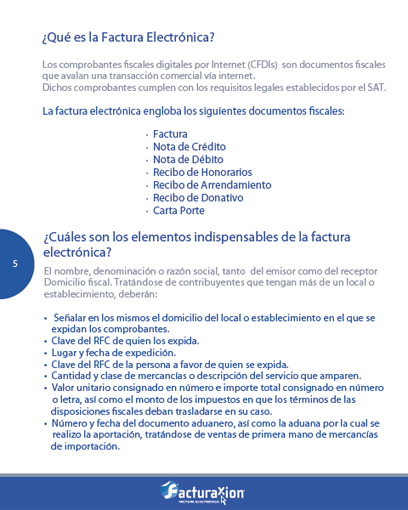 ¿Qué es la Factura Electrónica?
Los comprobantes fiscales digitales por Internet (CFDIs) son documentos fiscales
que avalan una transacción comercial vía internet.
Dichos comprobantes cumplen con los requisitos legales establecidos por el SAT.
La factura electrónica engloba los siguientes documentos fiscales:
· Factura
· Nota de Crédito
· Nota de Débito
· Recibo de Honorarios
· Recibo de Arrendamiento
· Recibo de Donativo
· Carta Porte
¿Cuáles son los elementos indispensables de la factura
electrónica?
5
El nombre, denominación o razón social, tanto del emisor como del receptor
Domicilio fiscal. Tratándose de contribuyentes que tengan más de un local o
establecimiento, deberán:
• Señalar en los mismos el domicilio del local o establecimiento en el que se
expidan los comprobantes.
• Clave del RFC de quien los expida.
• Lugar y fecha de expedición.
• Clave del RFC de la persona a favor de quien se expida.
• Cantidad y clase de mercancías o descripción del servicio que amparen.
• Valor unitario consignado en número e importe total consignado en número
o letra, así como el monto de los impuestos en que los términos de las
disposiciones fiscales deban trasladarse en su caso.
• Número y fecha del documento aduanero, así como la aduana por la cual se
realizo la aportación, tratándose de ventas de primera mano de mercancías
de importación.
Facturaxion
FACTURA ELECTRÓNICA